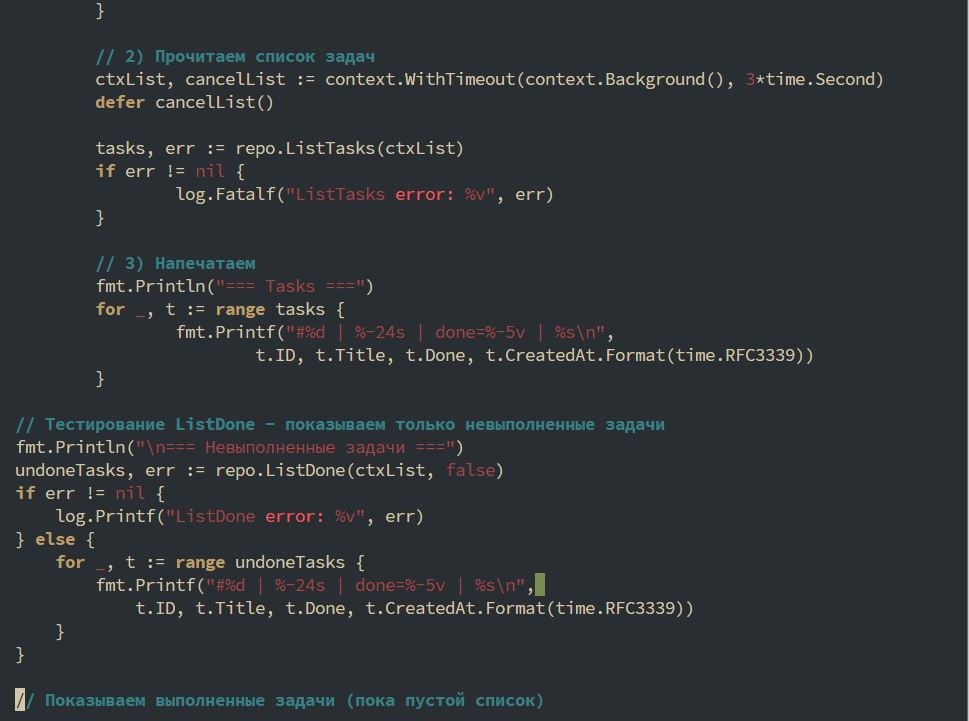 }
// 2) Прочитаем список задач
ctxList, cancelList := context.WithTimeout(context.Background(), 3*time.Second)
defer cancelList()
tasks, err := repo.ListTasks(ctxList)
if err != nil {
log.Fatalf("ListTasks error: %v", err)
}
// 3) Напечатаем
fmt.Println("=== Tasks ===")
for _, t := range tasks {
fmt.Printf("#%d | %-24s | done=%-5v | %s\n",
t.ID, t.Title, t.Done, t.CreatedAt.Format(time.RFC3339))
}
// Тестирование ListDone - показываем только невыполненные задачи
fmt.Println("\n=== Невыполненные задачи ===")
undoneTasks, err := repo.ListDone(ctxList, false)
if err != nil {
log.Printf("ListDone error: %v", err)
} else {
for _, t := range undoneTasks {
fmt.Printf("#%d | %-24s | done=%-5v | %s\n",
t.ID, t.Title, t.Done, t.CreatedAt.Format(time.RFC3339))
}
}
// Показываем выполненные задачи (пока пустой список)